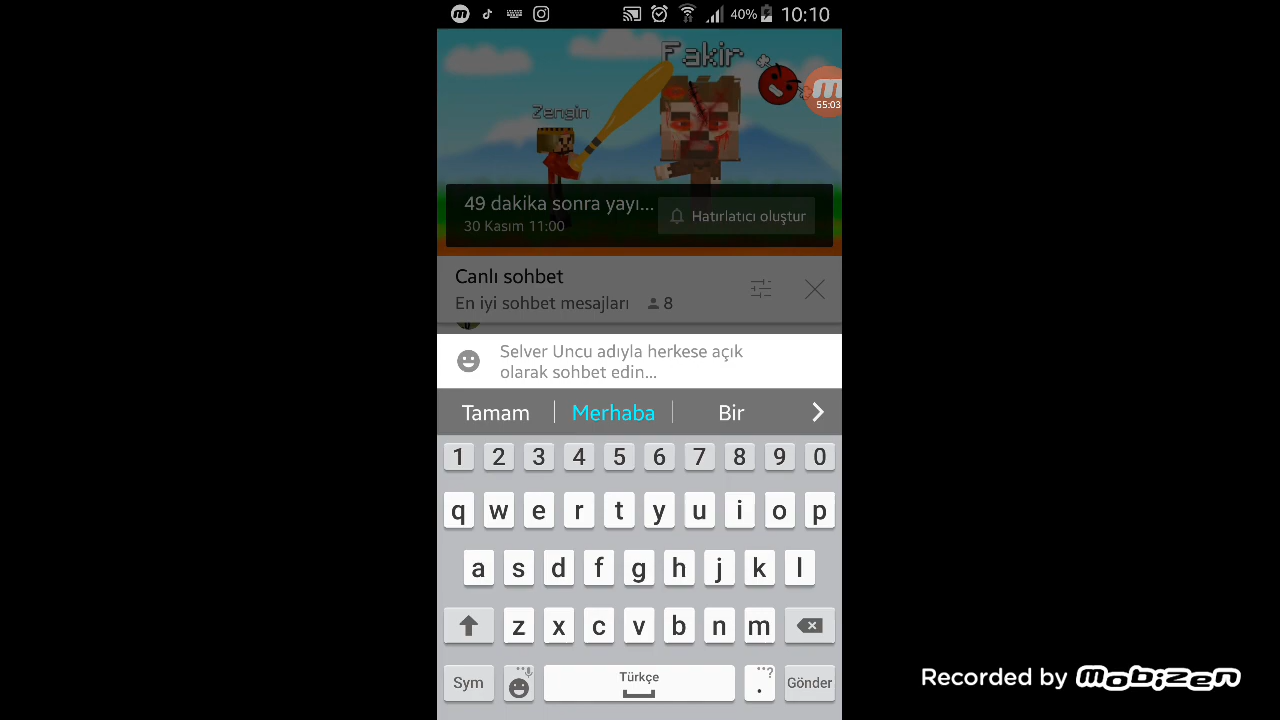 40% 10:10
Fakir
Zengin
55:03
49 dakika sonra yayı...
30 Kasım 11:00
Hatırlatıcı oluştur
Canlı sohbet
En iyi sohbet mesajları 8
Selver Uncu adıyla herkese açık
olarak sohbet edin...
Tamam Merhaba Bir
1 2 3 4 5 6 7 8 9 0
q w e r t y u i o p
a s d f g h j k l
z x c v b n m
Sym Türkçe . ? Gönder
Recorded by mobizen